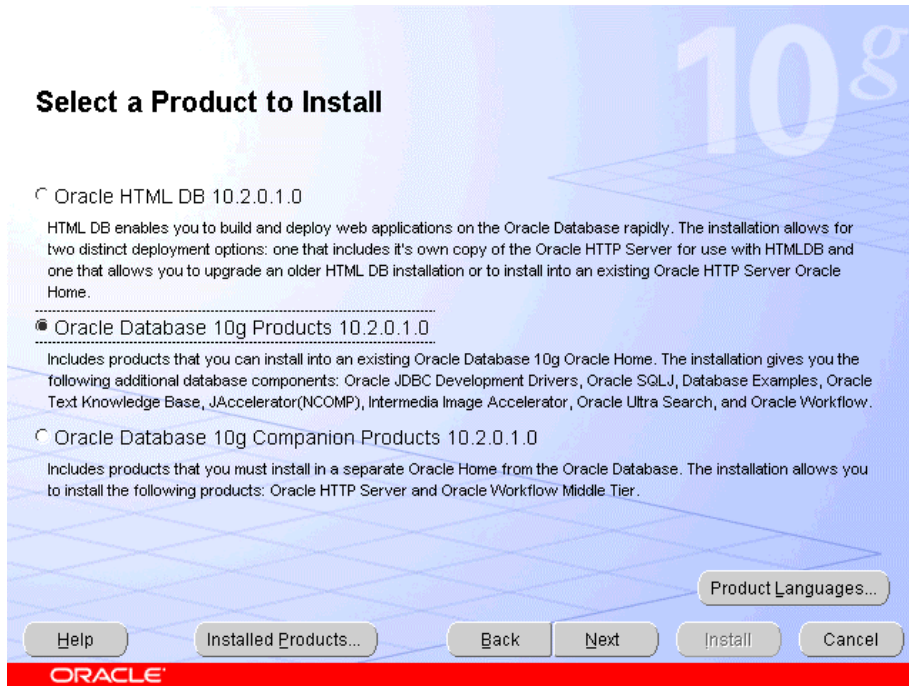 10g
Select a Product to Install
Oracle HTML DB 10.2.0.1.0
HTML DB enables you to build and deploy web applications on the Oracle Database rapidly. The installation allows for
two distinct deployment options: one that includes it's own copy of the Oracle HTTP Server for use with HTMLDB and
one that allows you to upgrade an older HTML DB installation or to install into an existing Oracle HTTP Server Oracle
Home.
Oracle Database 10g Products 10.2.0.1.0
Includes products that you can install into an existing Oracle Database 10g Oracle Home. The installation gives you the
following additional database components: Oracle JDBC Development Drivers, Oracle SQLJ, Database Examples, Oracle
Text Knowledge Base, JAccelerator(NCOMP), Intermedia Image Accelerator, Oracle Ultra Search, and Oracle Workflow.
Oracle Database 10g Companion Products 10.2.0.1.0
Includes products that you must install in a separate Oracle Home from the Oracle Database. The installation allows you
to install the following products: Oracle HTTP Server and Oracle Workflow Middle Tier.
Product Languages...
Help Installed Products... Back Next Install Cancel
ORACLE